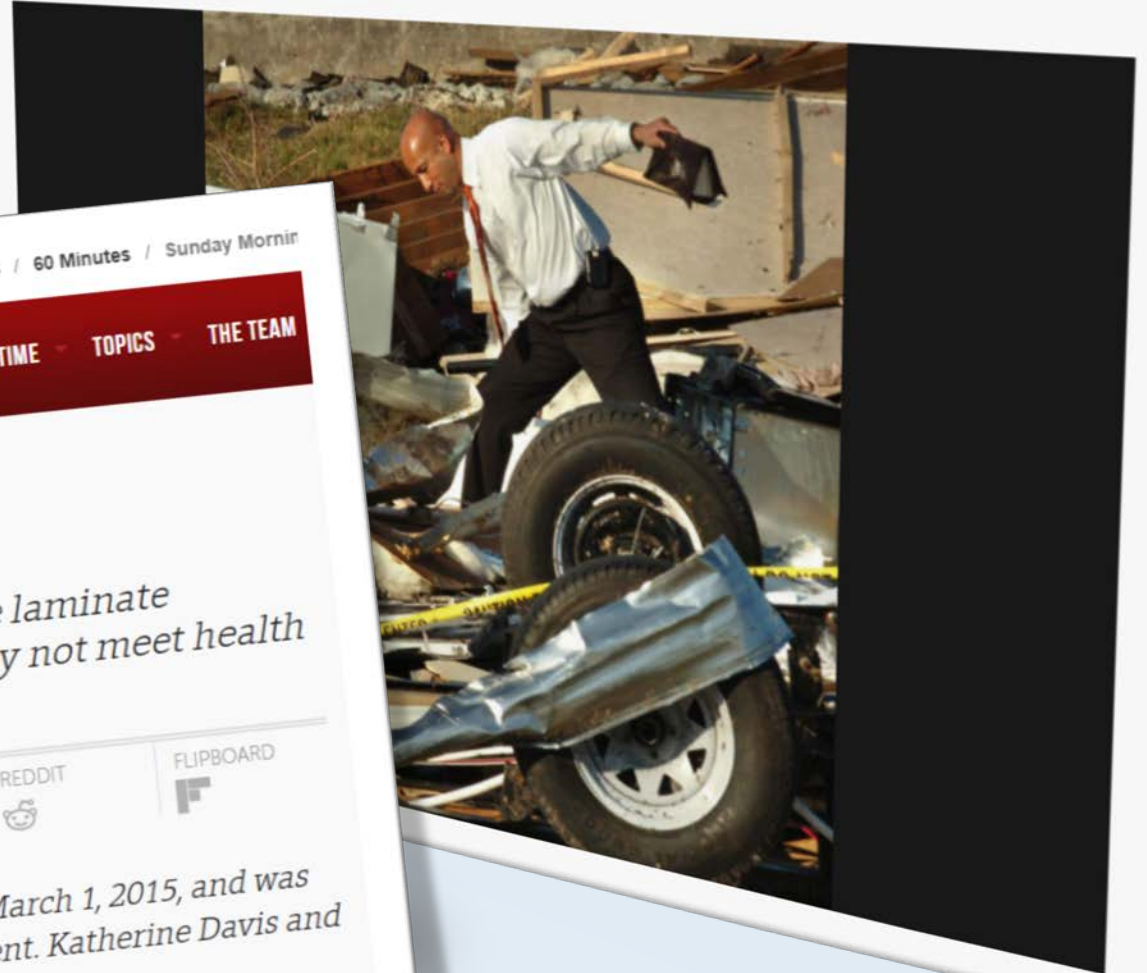 / 60 Minutes / Sunday Mornin
TIME TOPICS THE TEAM
laminate
y not meet health
REDDIT
FLIPBOARD
March 1, 2015, and was
ent. Katherine Davis and
CAUTION